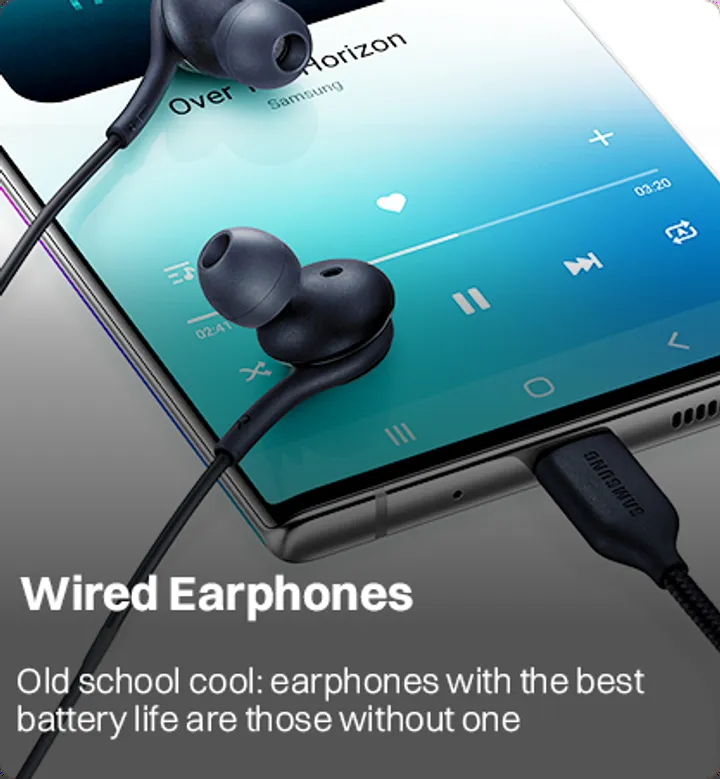 Over Horizon
Samsung
03:20
02:41
SAMSUNG
Wired Earphones
Old school cool: earphones with the best
battery life are those without one